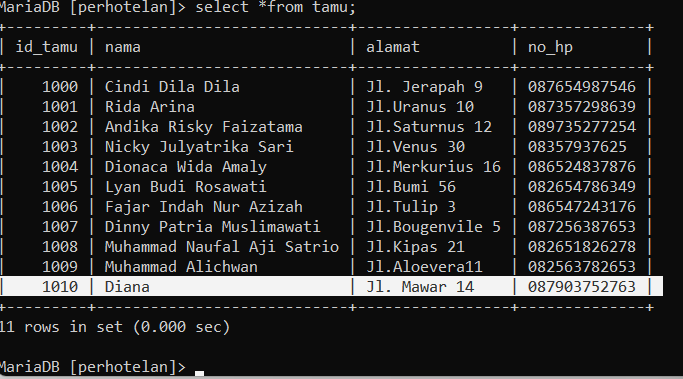 MariaDB [perhotelan]> select *from tamu;
+---------+----------------------------+-----------------+--------------+
| id_tamu | nama                       | alamat          | no_hp        |
+---------+----------------------------+-----------------+--------------+
|    1000 | Cindi Dila Dila            | Jl. Jerapah 9   | 087654987546 |
|    1001 | Rida Arina                 | Jl.Uranus 10    | 087357298639 |
|    1002 | Andika Risky Faizatama     | Jl.Saturnus 12  | 089735277254 |
|    1003 | Nicky Julyatrika Sari      | Jl.Venus 30     | 08357937625  |
|    1004 | Dionaca Wida Amaly         | Jl.Merkurius 16 | 086524837876 |
|    1005 | Lyan Budi Rosawati         | Jl.Bumi 56      | 082654786349 |
|    1006 | Fajar Indah Nur Azizah     | Jl.Tulip 3      | 086547243176 |
|    1007 | Dinny Patria Muslimawati   | Jl.Bougenvile 5 | 087256387653 |
|    1008 | Muhammad Naufal Aji Satrio | Jl.Kipas 21     | 082651826278 |
|    1009 | Muhammad Alichwan          | Jl.Aloevera11   | 082563782653 |
|    1010 | Diana                      | Jl. Mawar 14    | 087903752763 |
+---------+----------------------------+-----------------+--------------+
11 rows in set (0.000 sec)
MariaDB [perhotelan]>